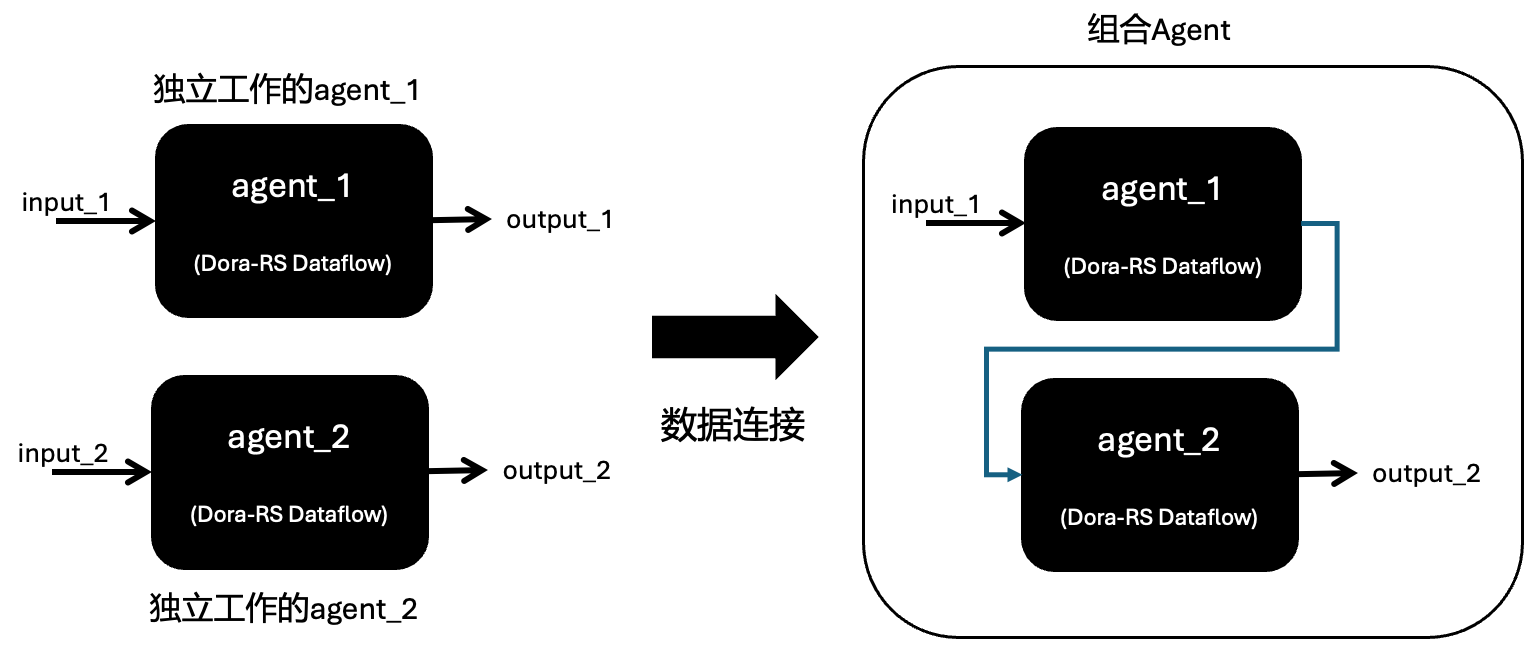 独立工作的agent_1
input_1
agent_1
(Dora-RS Dataflow)
output_1
input_2
agent_2
(Dora-RS Dataflow)
output_2
独立工作的agent_2
数据连接
组合Agent
input_1
agent_1
(Dora-RS Dataflow)
agent_2
(Dora-RS Dataflow)
output_2